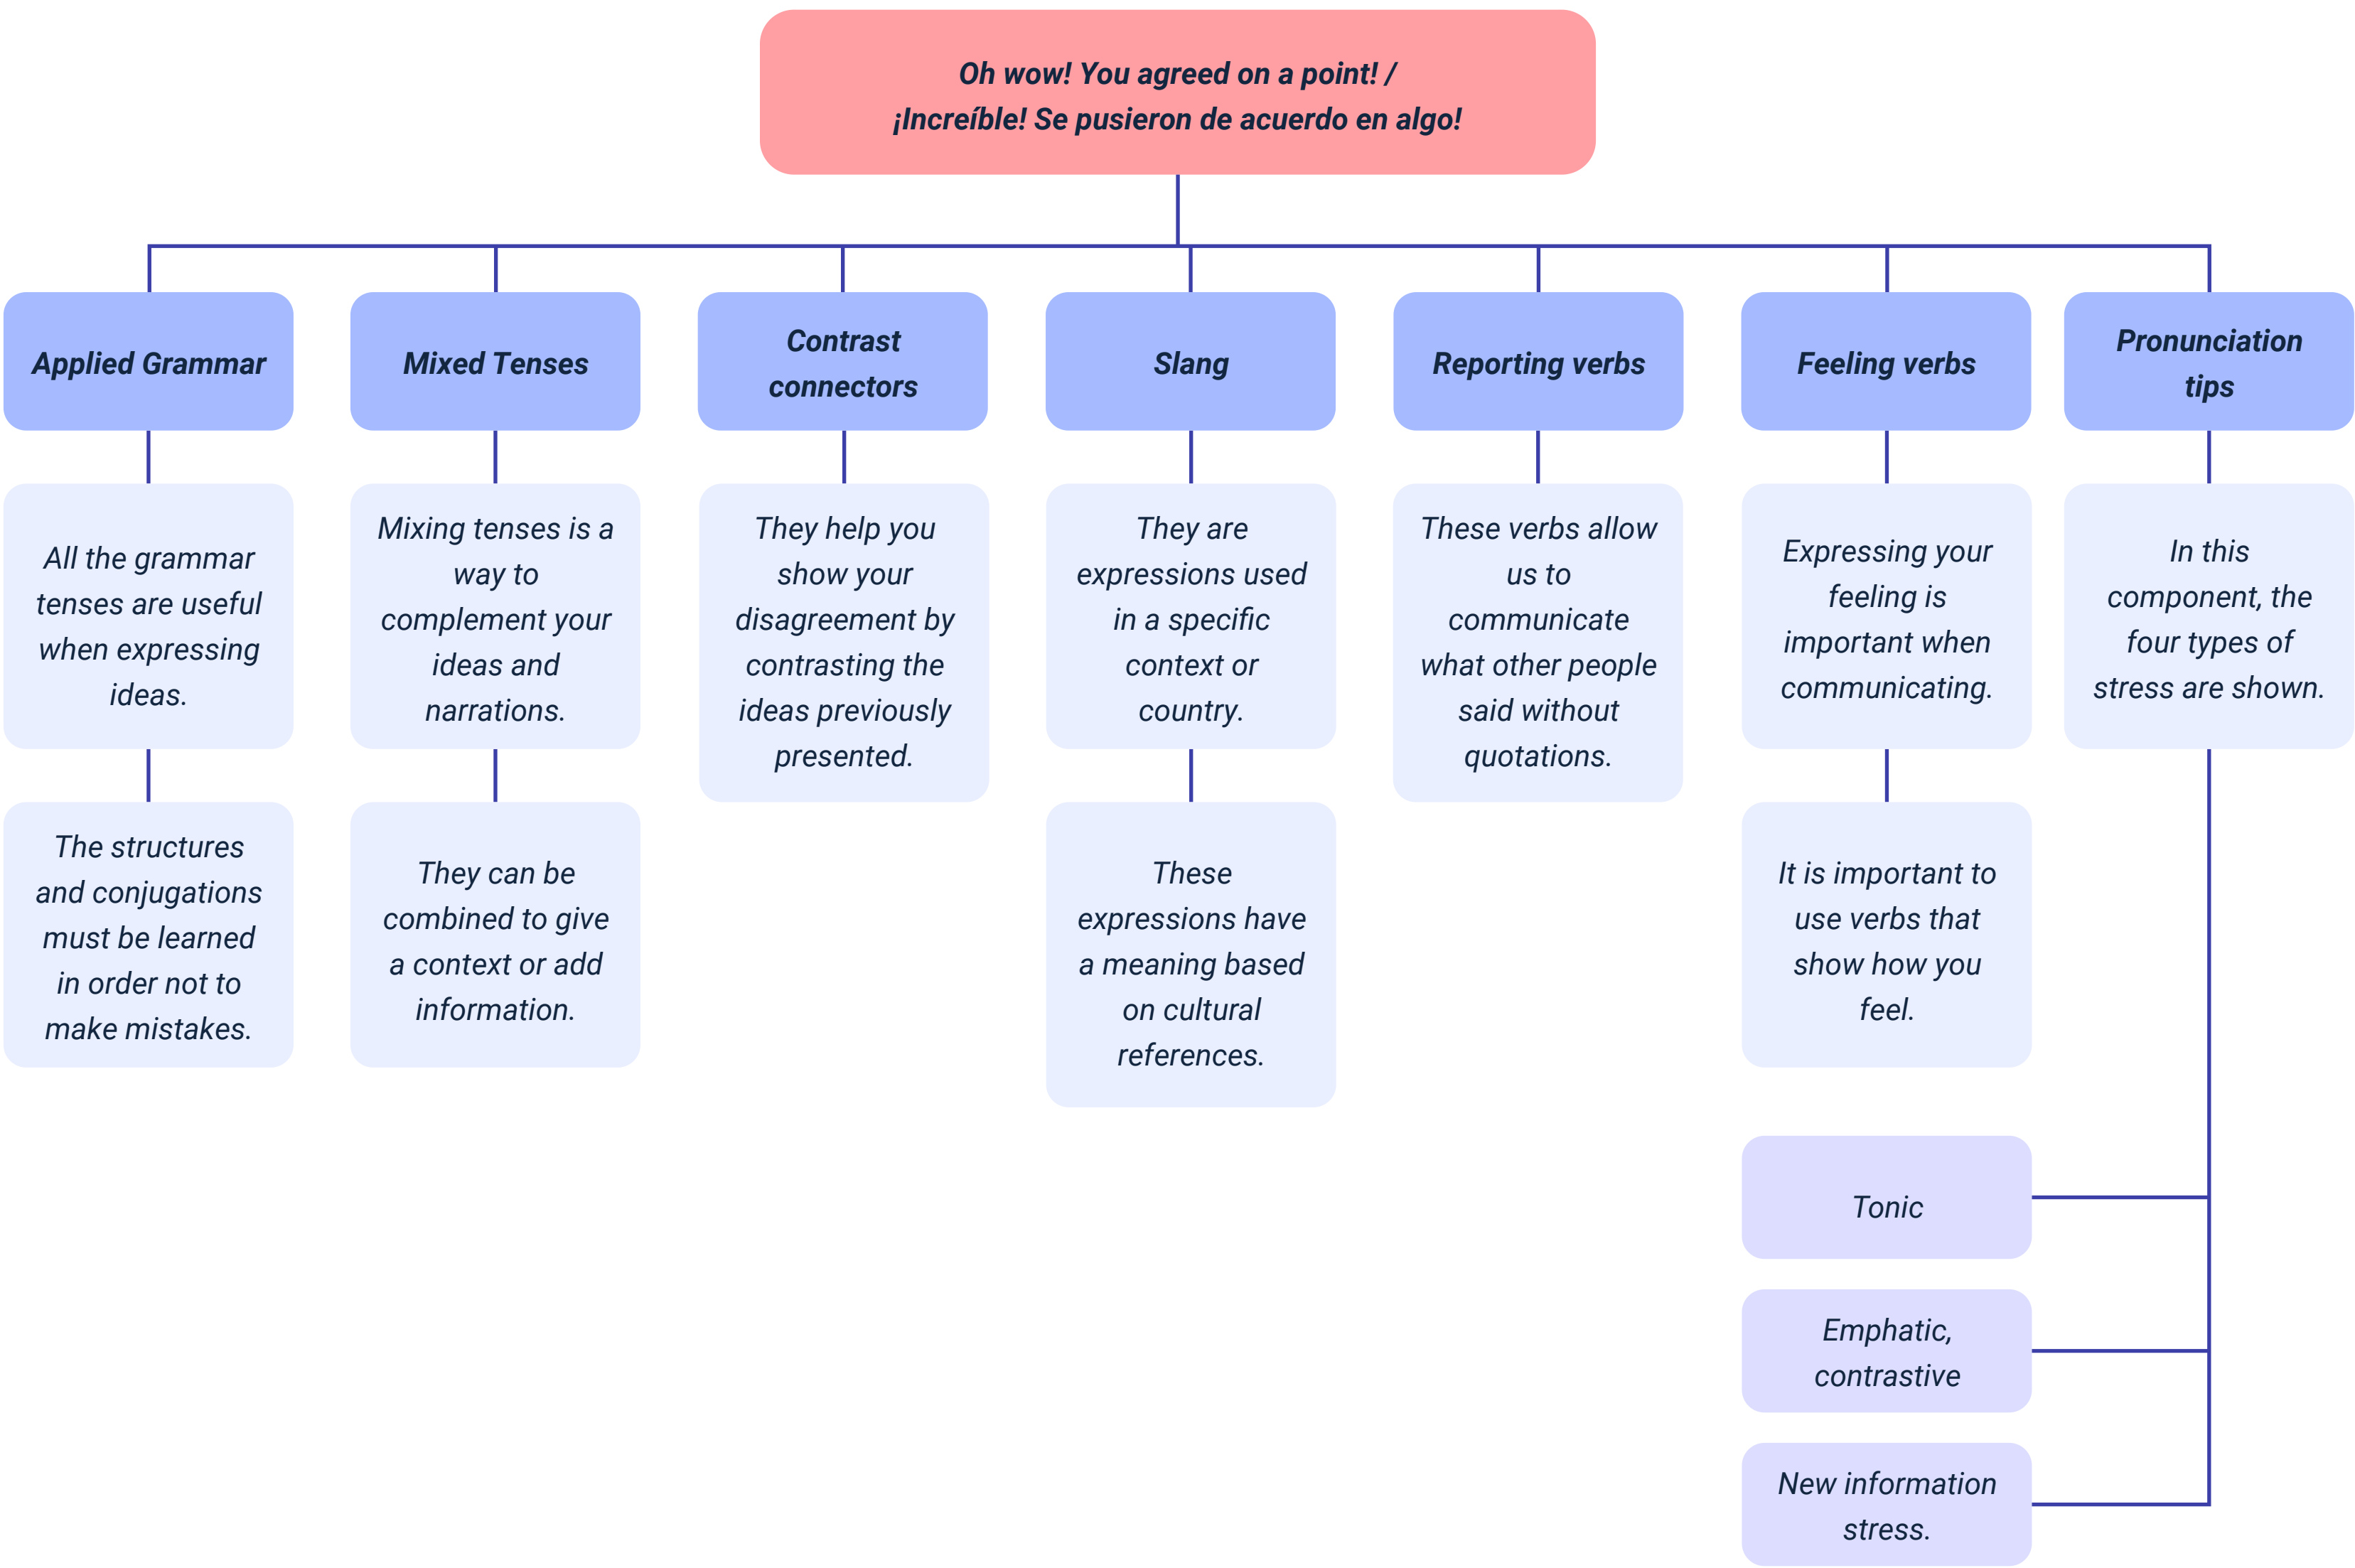 Oh wow! You agreed on a point! /
¡Increíble! Se pusieron de acuerdo en algo!
Applied Grammar
All the grammar
tenses are useful
when expressing
ideas.
The structures
and conjugations
must be learned
in order not to
make mistakes.
Mixed Tenses
Mixing tenses is a
way to
complement your
ideas and
narrations.
They can be
combined to give
a context or add
information.
Contrast
connectors
They help you
show your
disagreement by
contrasting the
ideas previously
presented.
Slang
They are
expressions used
in a specific
context or
country.
These
expressions have
a meaning based
on cultural
references.
Reporting verbs
These verbs allow
us to
communicate
what other people
said without
quotations.
Feeling verbs
Expressing your
feeling is
important when
communicating.
It is important to
use verbs that
show how you
feel.
Pronunciation
tips
In this
component, the
four types of
stress are shown.
Tonic
Emphatic,
contrastive
New information
stress.